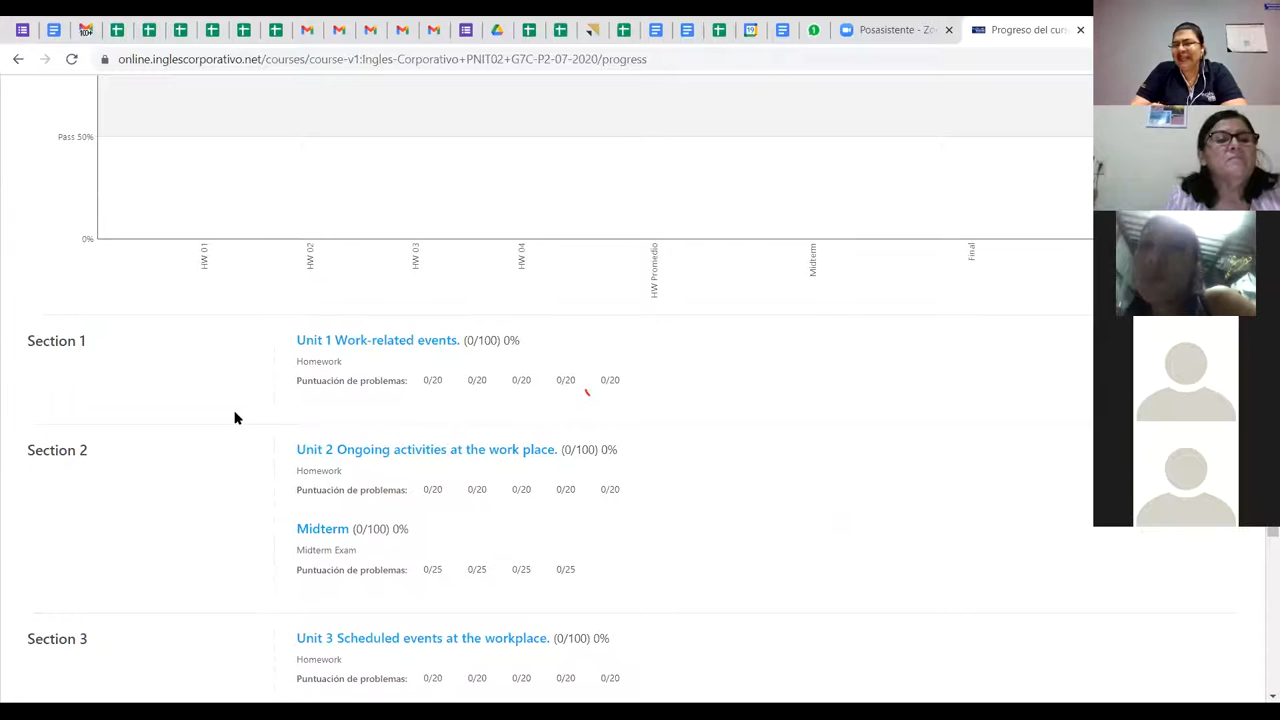 Posasistente - Zo
Progreso del curs
online.inglescorporativo.net/courses/course-v1:Ingles-Corporativo+PNIT02+G7C-P2-07-2020/progress
Pass 50%
0%
HW 01
HW 02
HW 03
HW 04
HW Promedio
Midterm
Final
Section 1
Unit 1 Work-related events. (0/100) 0%
Homework
Puntuación de problemas: 0/20 0/20 0/20 0/20 0/20
Section 2
Unit 2 Ongoing activities at the work place. (0/100) 0%
Homework
Puntuación de problemas: 0/20 0/20 0/20 0/20 0/20
Midterm (0/100) 0%
Midterm Exam
Puntuación de problemas: 0/25 0/25 0/25 0/25
Section 3
Unit 3 Scheduled events at the workplace. (0/100) 0%
Homework
Puntuación de problemas: 0/20 0/20 0/20 0/20 0/20